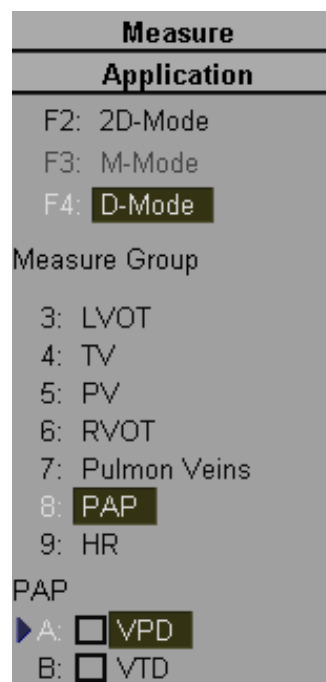 Measure
Application
F2: 2D-Mode
F3: M-Mode
F4: D-Mode
Measure Group
3: LVOT
4: TV
5: PV
6: RVOT
7: Pulmon Veins
8: PAP
9: HR
PAP
A: VPD
B: VTD